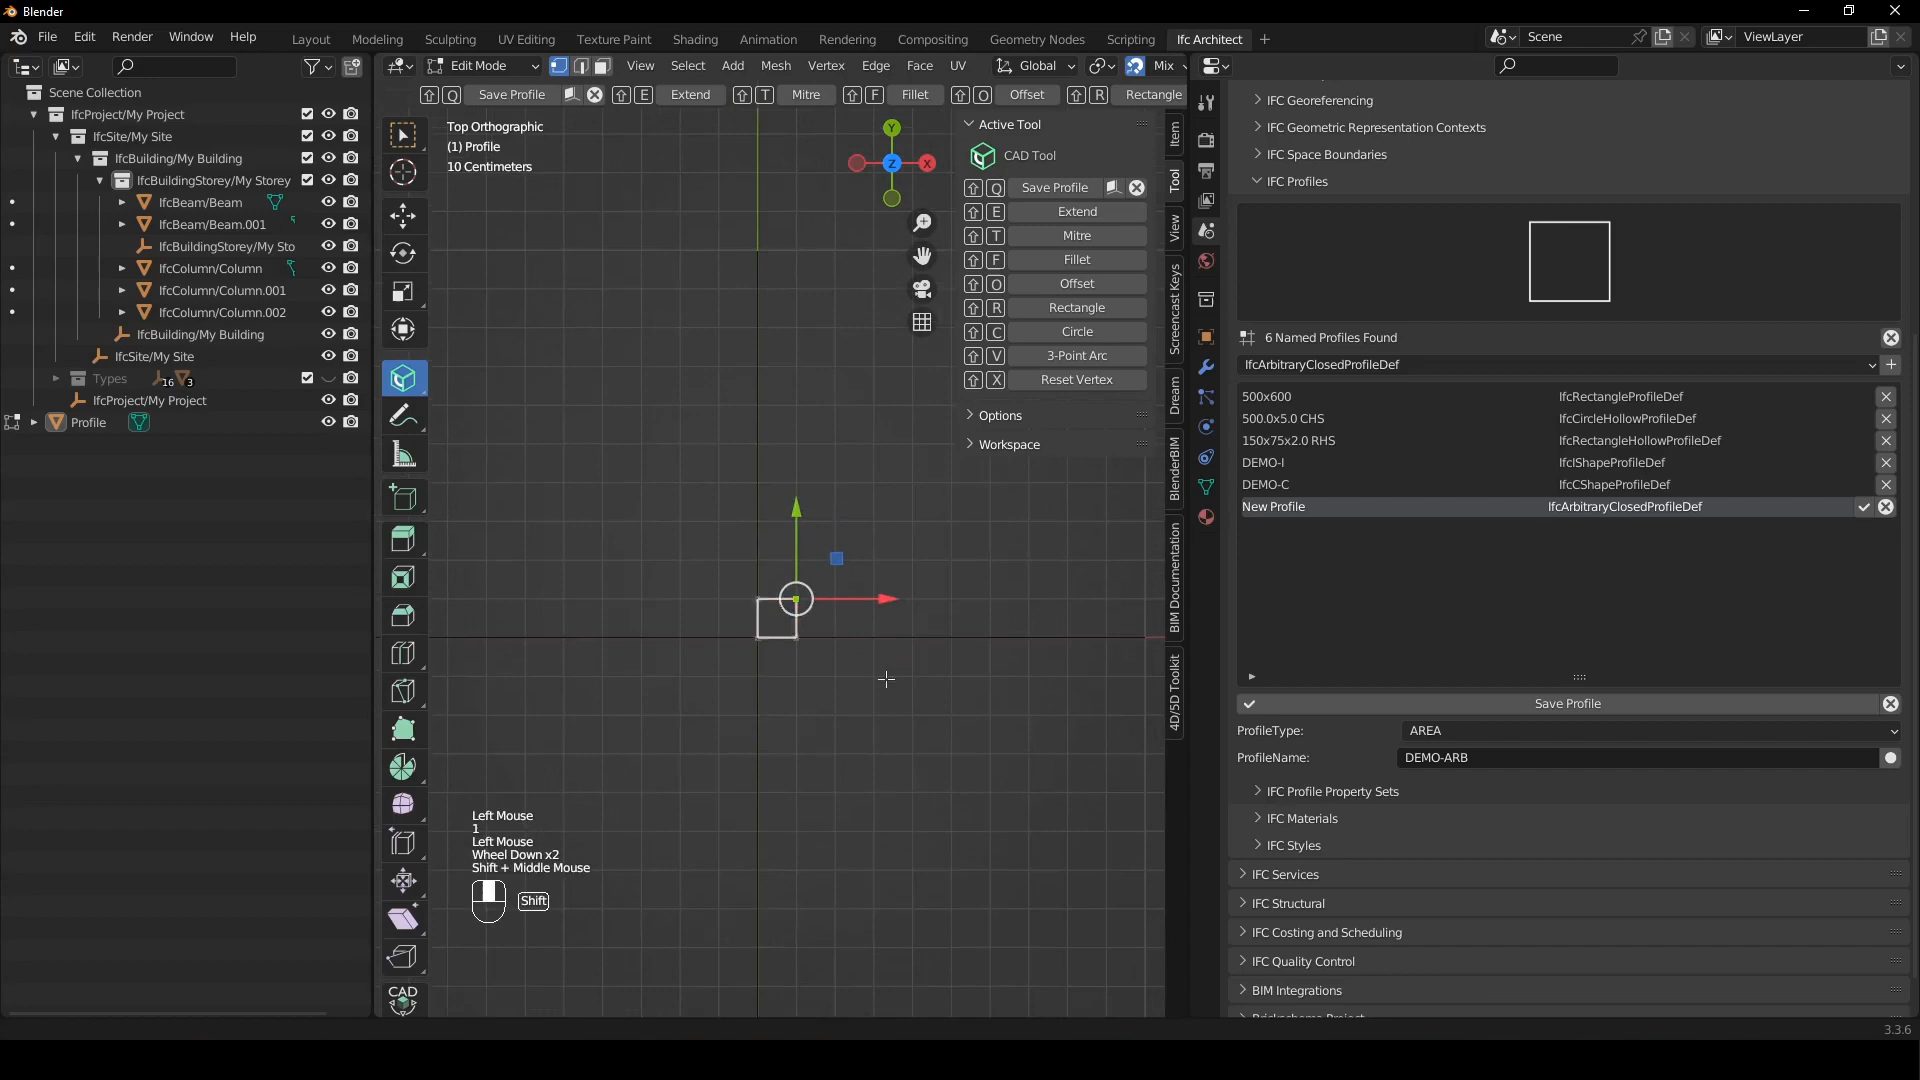 Blender
File Edit Render Window Help
Layout Modeling Sculpting UV Editing Texture Paint Shading Animation Rendering Compositing Geometry Nodes Scripting Ifc Architect
Scene
ViewLayer
Edit Mode View Select Add Mesh Vertex Edge Face UV Global Mix
Q Save Profile E Extend T Mitre F Fillet O Offset R Rectangle
Scene Collection
IfcProject/My Project
IfcSite/My Site
IfcBuilding/My Building
IfcBuildingStorey/My Storey
IfcBeam/Beam
IfcBeam/Beam.001
IfcBuildingStorey/My Sto
IfcColumn/Column
IfcColumn/Column.001
IfcColumn/Column.002
IfcBuilding/My Building
IfcSite/My Site
Types 16 3
IfcProject/My Project
Profile
Top Orthographic
(1) Profile
10 Centimeters
Y
Z
X
Active Tool
CAD Tool
Q Save Profile
E Extend
T Mitre
F Fillet
O Offset
R Rectangle
C Circle
V 3-Point Arc
X Reset Vertex
Options
Workspace
Item
Tool
View
Screencast Keys
Dream
BlenderBIM
BIM Documentation
4D/5D Toolkit
CAD
Left Mouse
1
Left Mouse
Wheel Down x2
Shift + Middle Mouse
Shift
IFC Georeferencing
IFC Geometric Representation Contexts
IFC Space Boundaries
IFC Profiles
6 Named Profiles Found
IfcArbitraryClosedProfileDef
500x600 IfcRectangleProfileDef
500.0x5.0 CHS IfcCircleHollowProfileDef
150x75x2.0 RHS IfcRectangleHollowProfileDef
DEMO-I IfcIShapeProfileDef
DEMO-C IfcCShapeProfileDef
New Profile IfcArbitraryClosedProfileDef
Save Profile
ProfileType: AREA
ProfileName: DEMO-ARB
IFC Profile Property Sets
IFC Materials
IFC Styles
IFC Services
IFC Structural
IFC Costing and Scheduling
IFC Quality Control
BIM Integrations
3.3.6